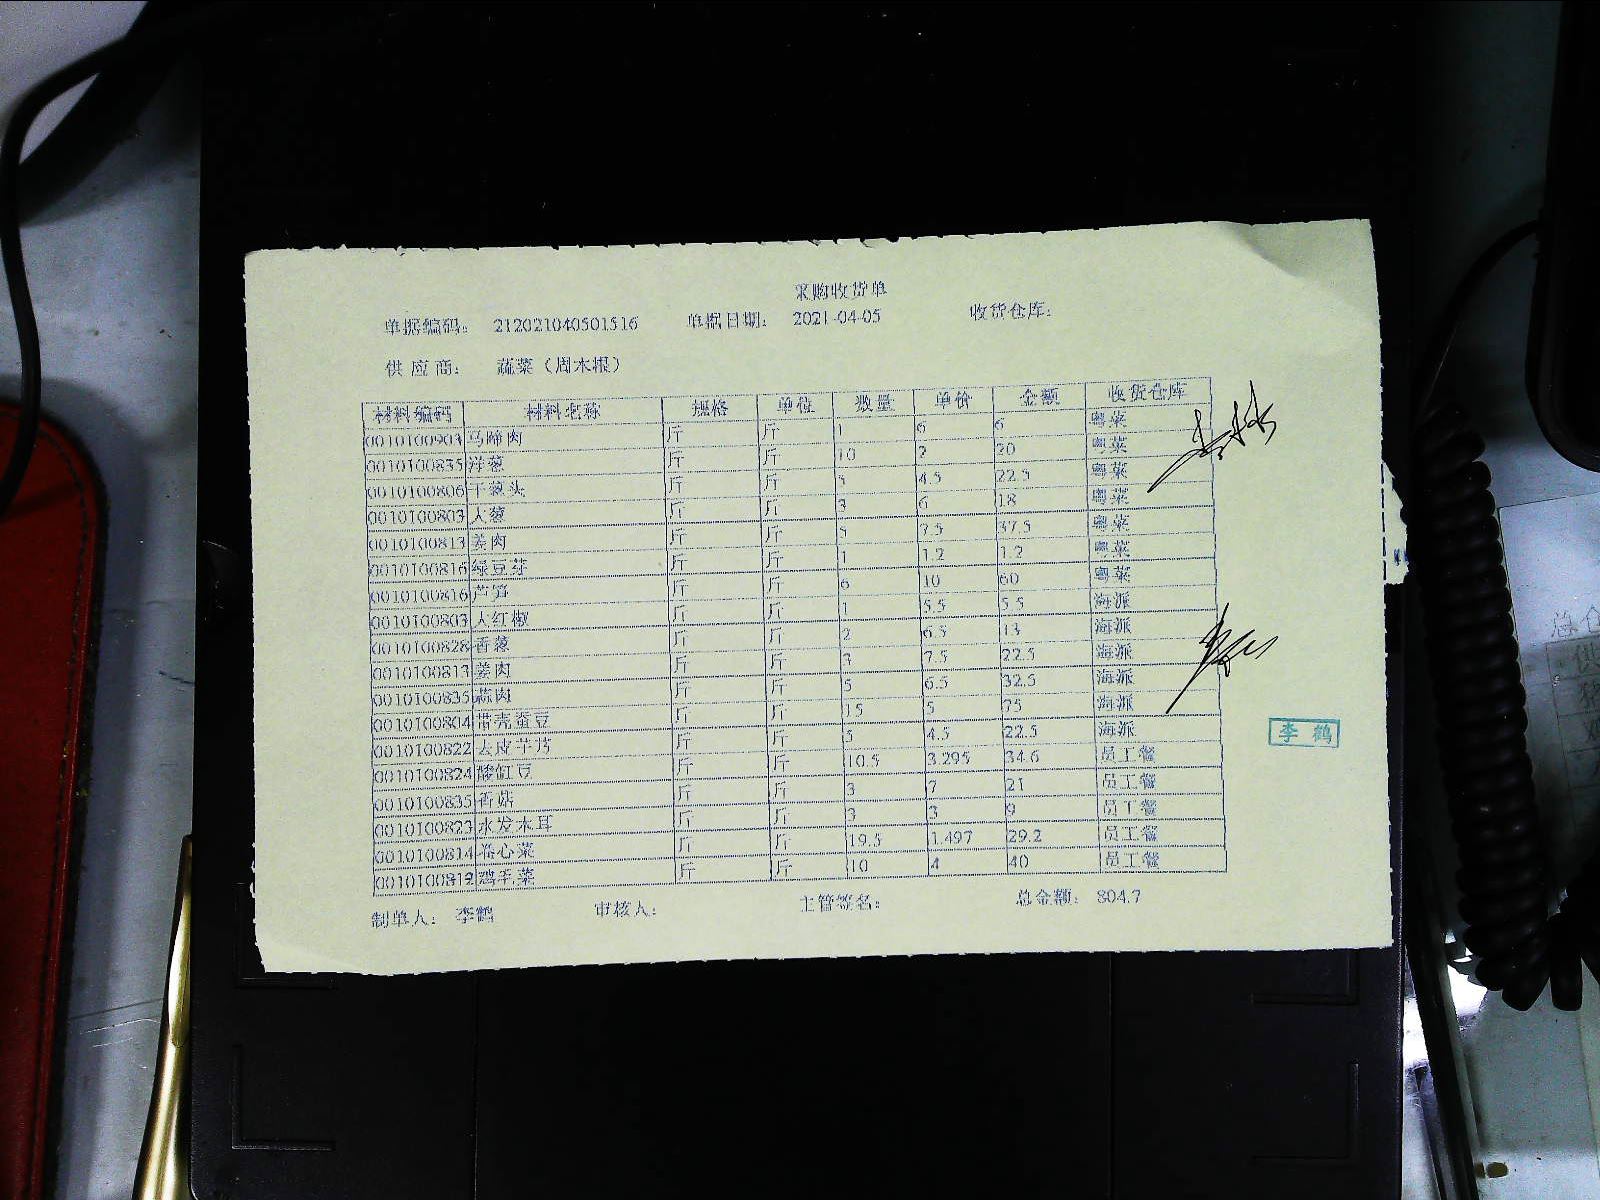 采购收货单
单据编码： 212021040501516 单据日期： 2021-04-05 收货仓库：
供 应 商： 蔬菜（周木根）
材料编码 材料名称 规格 单位 数量 单价 金额 收货仓库
0010100903 马蹄肉 斤 斤 1 6 6 粤菜
0010100835 洋葱 斤 斤 10 2 20 粤菜
0010100806 干葱头 斤 斤 5 4.5 22.5 粤菜
0010100803 大葱 斤 斤 3 6 18 粤菜
0010100813 姜肉 斤 斤 5 7.5 37.5 粤菜
0010100816 绿豆芽 斤 斤 1 1.2 1.2 粤菜
0010100816 芦笋 斤 斤 6 10 60 粤菜
0010100803 大红椒 斤 斤 1 5.5 5.5 海派
0010100828 香葱 斤 斤 2 6.5 13 海派
0010100813 姜肉 斤 斤 3 7.5 22.5 海派
0010100835 蒜肉 斤 斤 5 6.5 32.5 海派
0010100804 带壳蚕豆 斤 斤 15 5 75 海派
0010100822 去皮芋艿 斤 斤 5 4.5 22.5 海派
0010100824 酸豇豆 斤 斤 10.5 3.295 34.6 员工餐
0010100835 香菇 斤 斤 3 7 21 员工餐
0010100823 水发木耳 斤 斤 3 3 9 员工餐
0010100814 卷心菜 斤 斤 19.5 1.497 29.2 员工餐
0010100819 鸡毛菜 斤 斤 10 4 40 员工餐
李鹤
制单人： 李鹤 审核人： 主管签名： 总金额： 804.7